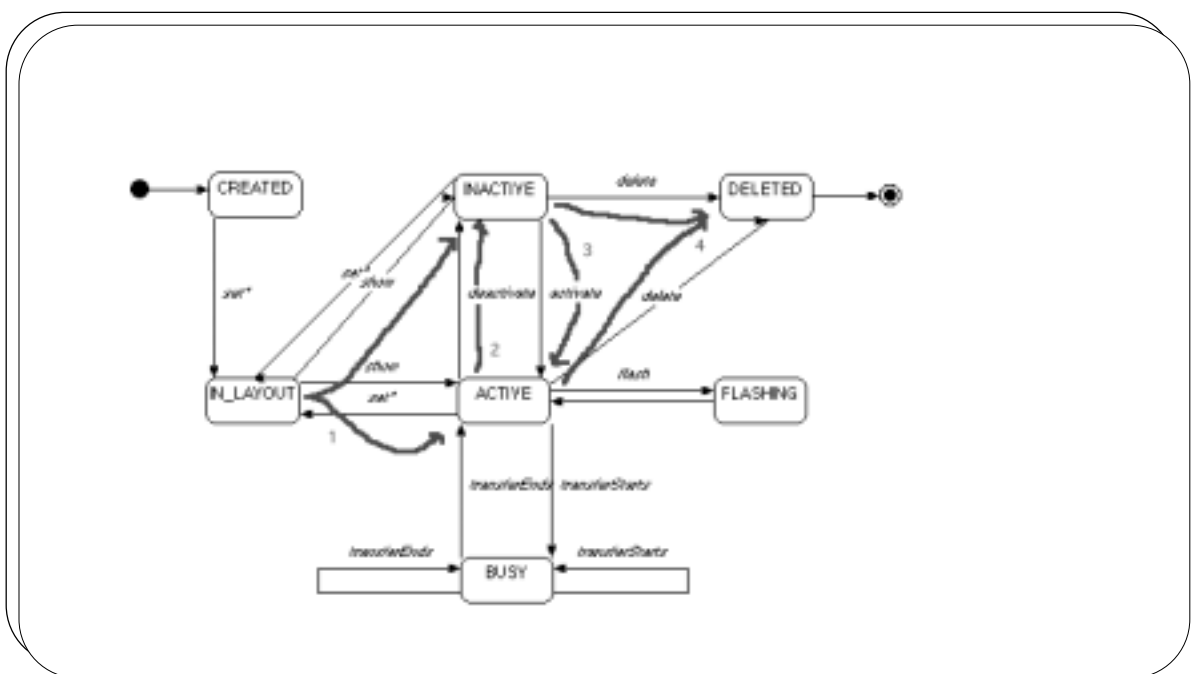 CREATED
INACTIVE
DELETED
delete
3
4
set*
show
set*
deactivate
activate
delete
2
show
flash
IN_LAYOUT
ACTIVE
FLASHING
set*
1
transferEnds
transferStarts
transferEnds
transferStarts
BUSY